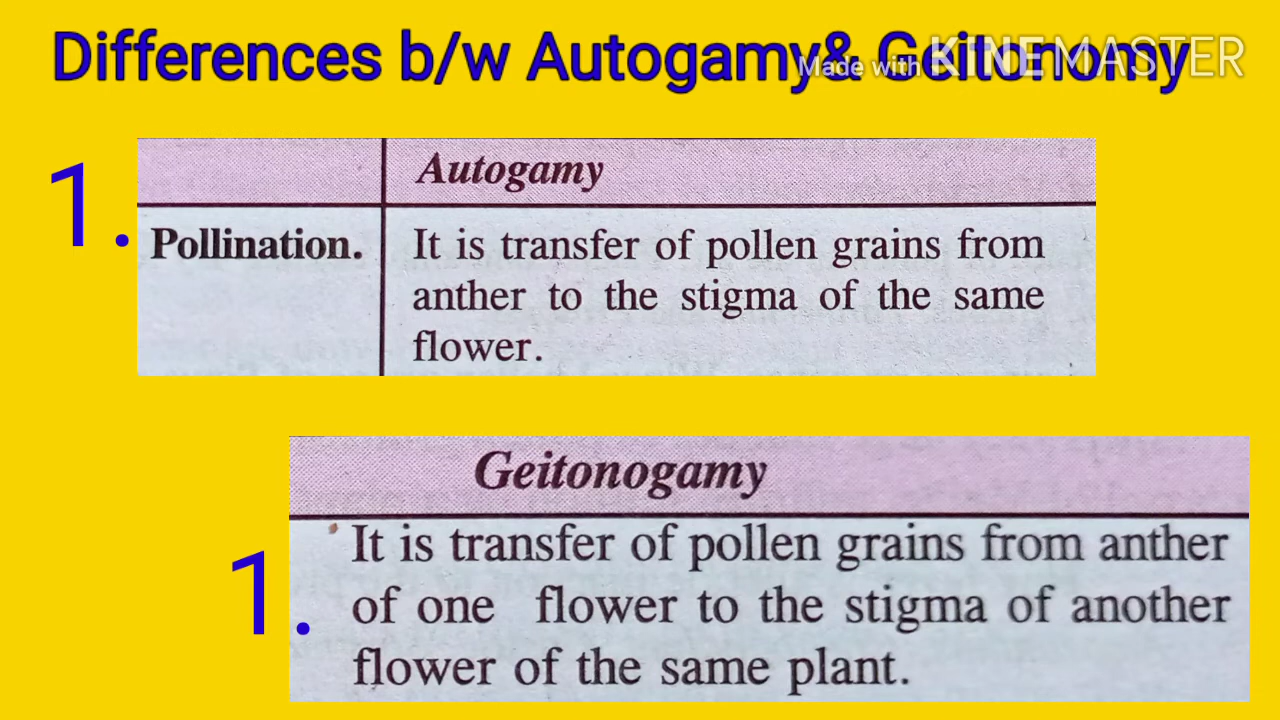 Differences b/w Autogamy& Geitonomy
Made with KINEMASTER
1.
Autogamy
Pollination.
It is transfer of pollen grains from
anther to the stigma of the same
flower.
1.
Geitonogamy
It is transfer of pollen grains from anther
of one flower to the stigma of another
flower of the same plant.